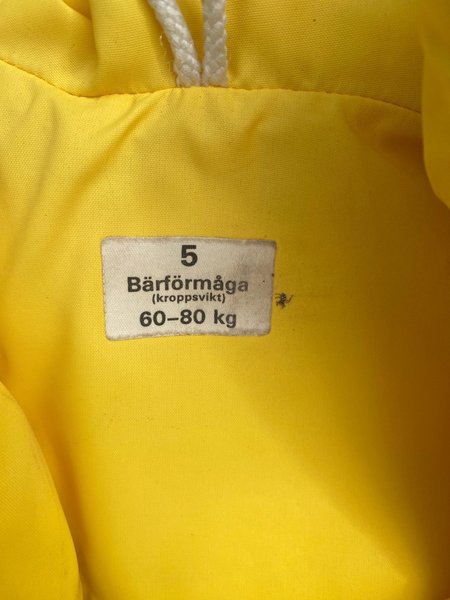 5
Bärförmåga
(kroppsvikt)
60–80 kg